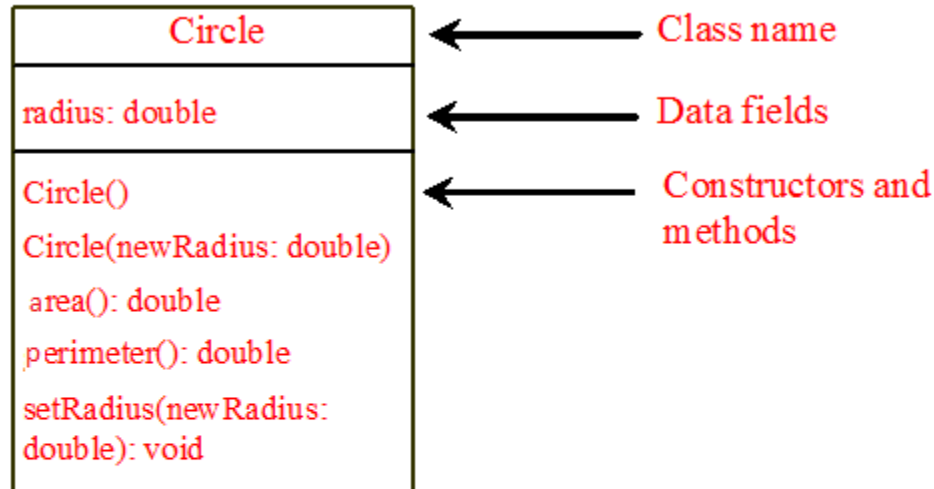 Circle
Class name
radius: double
Data fields
Circle()
Constructors and
methods
Circle(newRadius: double)
area(): double
perimeter(): double
setRadius(newRadius:
double): void